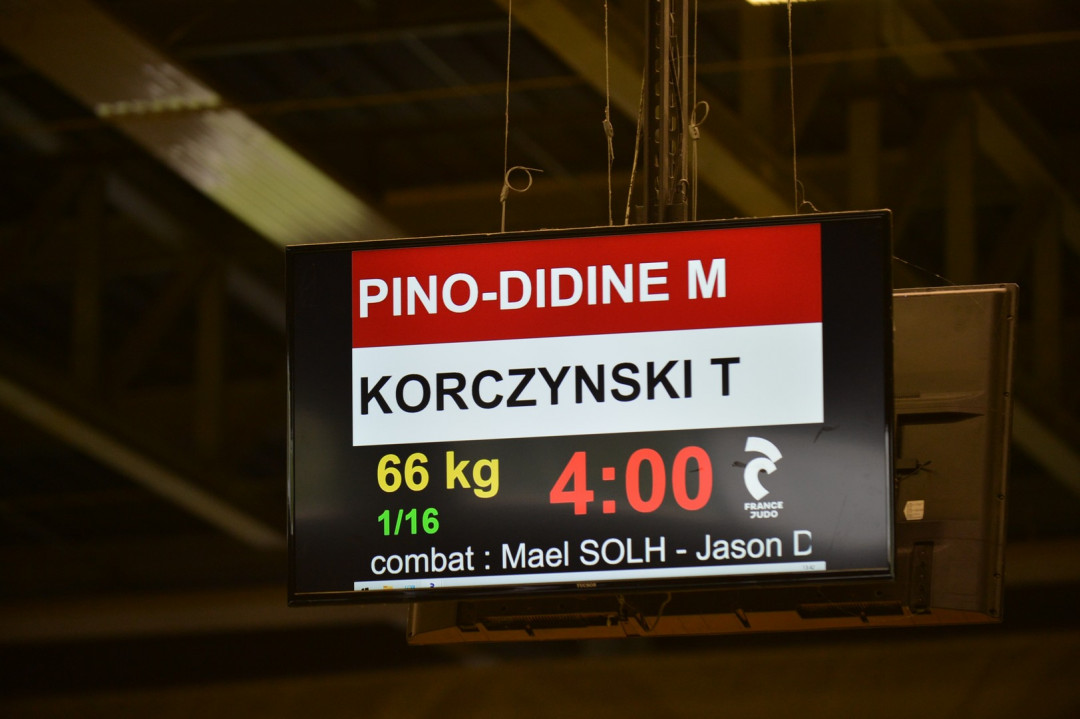 PINO-DIDINE M
KORCZYNSKI T
66 kg
4:00
1/16
FRANCE
JUDO
combat : Mael SOLH - Jason D